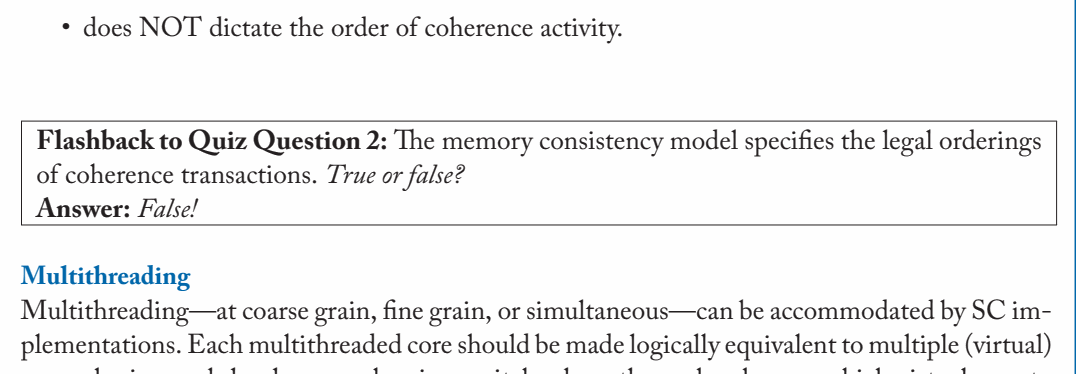 • does NOT dictate the order of coherence activity.
Flashback to Quiz Question 2: The memory consistency model specifies the legal orderings
of coherence transactions. True or false?
Answer: False!
Multithreading
Multithreading—at coarse grain, fine grain, or simultaneous—can be accommodated by SC im-
plementations. Each multithreaded core should be made logically equivalent to multiple (virtual)